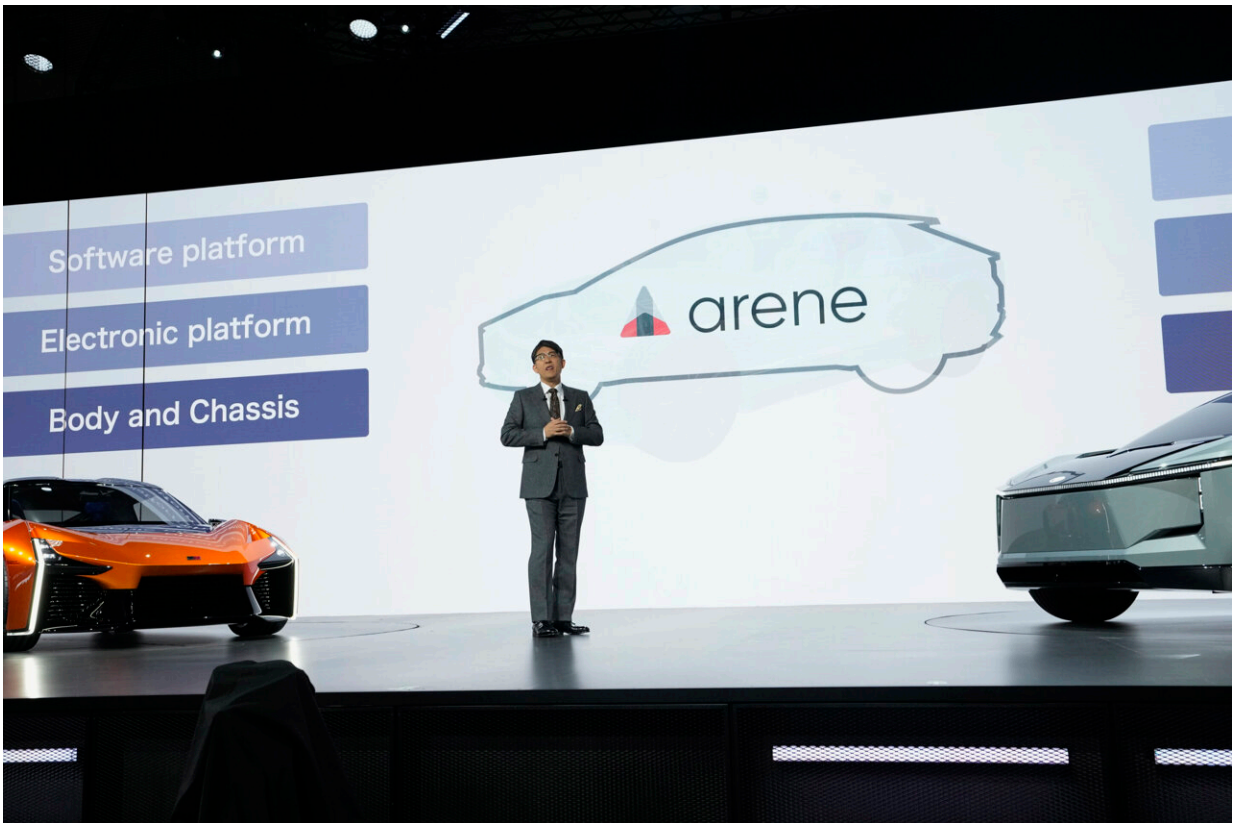 Software platform
Electronic platform
Body and Chassis
arene